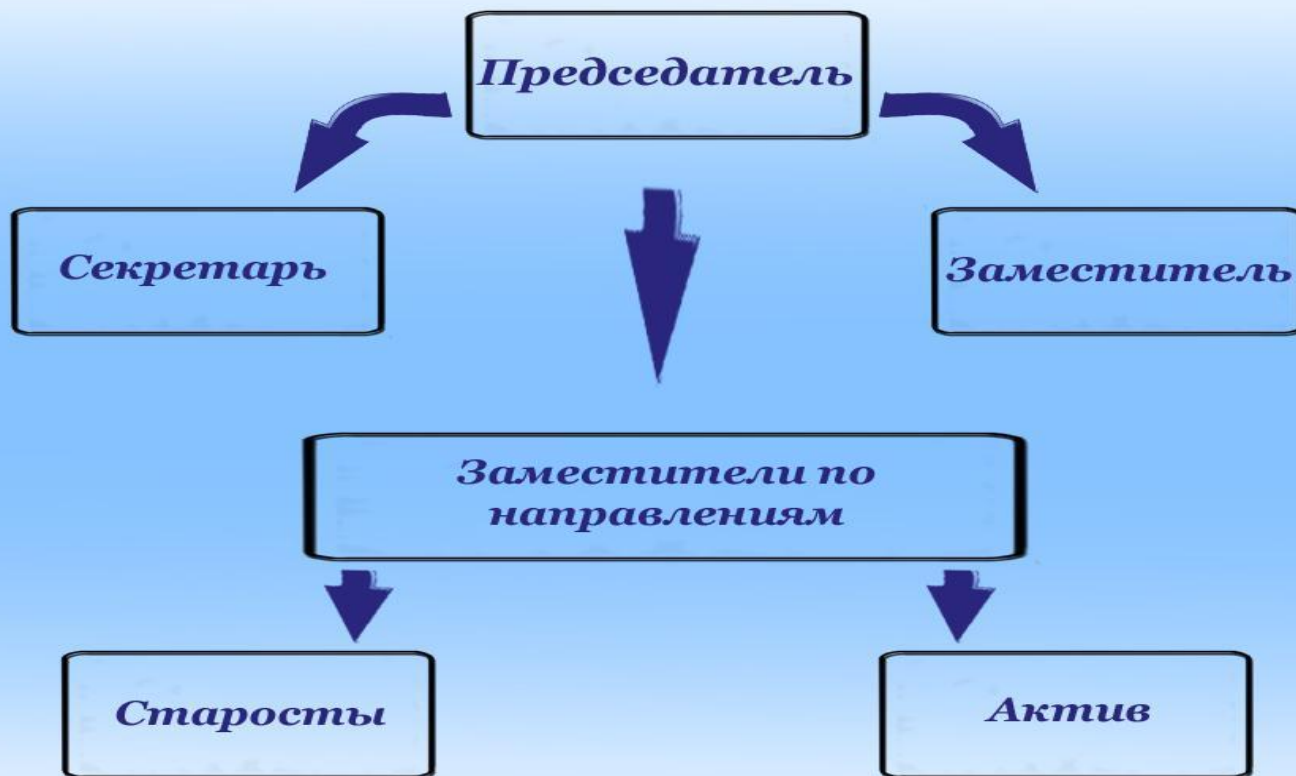 Председатель
Секретарь
Заместитель
Заместители по
направлениям
Старосты
Актив